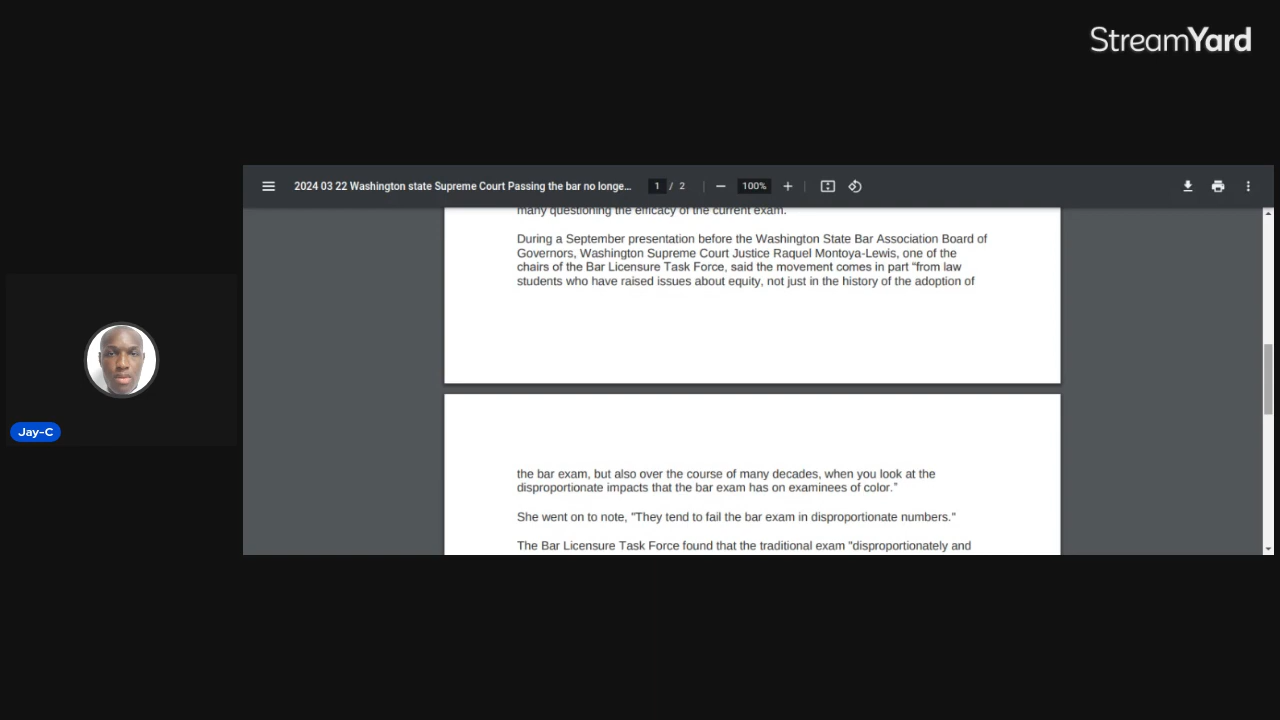 StreamYard
2024 03 22 Washington state Supreme Court Passing the bar no longe...
1 / 2
100%
many questioning the efficacy of the current exam.
During a September presentation before the Washington State Bar Association Board of
Governors, Washington Supreme Court Justice Raquel Montoya-Lewis, one of the
chairs of the Bar Licensure Task Force, said the movement comes in part “from law
students who have raised issues about equity, not just in the history of the adoption of
the bar exam, but also over the course of many decades, when you look at the
disproportionate impacts that the bar exam has on examinees of color.”
She went on to note, "They tend to fail the bar exam in disproportionate numbers."
The Bar Licensure Task Force found that the traditional exam "disproportionately and
Jay-C